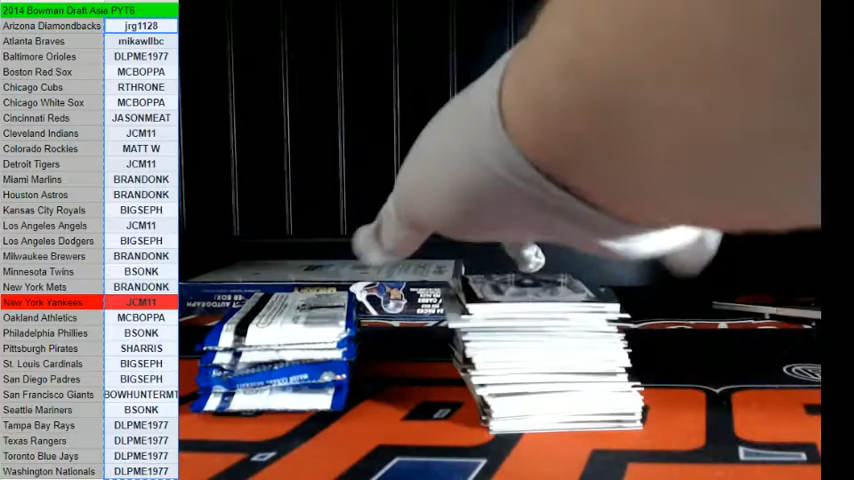 2014 Bowman Draft Asia PYT6
Arizona Diamondbacks jrg1128
Atlanta Braves mikawllbc
Baltimore Orioles DLPME1977
Boston Red Sox MCBOPPA
Chicago Cubs RTHRONE
Chicago White Sox MCBOPPA
Cincinnati Reds JASONMEAT
Cleveland Indians JCM11
Colorado Rockies MATT W
Detroit Tigers JCM11
Miami Marlins BRANDONK
Houston Astros BRANDONK
Kansas City Royals BIGSEPH
Los Angeles Angels JCM11
Los Angeles Dodgers BIGSEPH
Milwaukee Brewers BRANDONK
Minnesota Twins BSONK
New York Mets BRANDONK
New York Yankees JCM11
Oakland Athletics MCBOPPA
Philadelphia Phillies BSONK
Pittsburgh Pirates SHARRIS
St. Louis Cardinals BIGSEPH
San Diego Padres BIGSEPH
San Francisco Giants BOWHUNTERMT
Seattle Mariners BSONK
Tampa Bay Rays DLPME1977
Texas Rangers DLPME1977
Toronto Blue Jays DLPME1977
Washington Nationals DLPME1977
AUTOGRAPH
24 PACKS